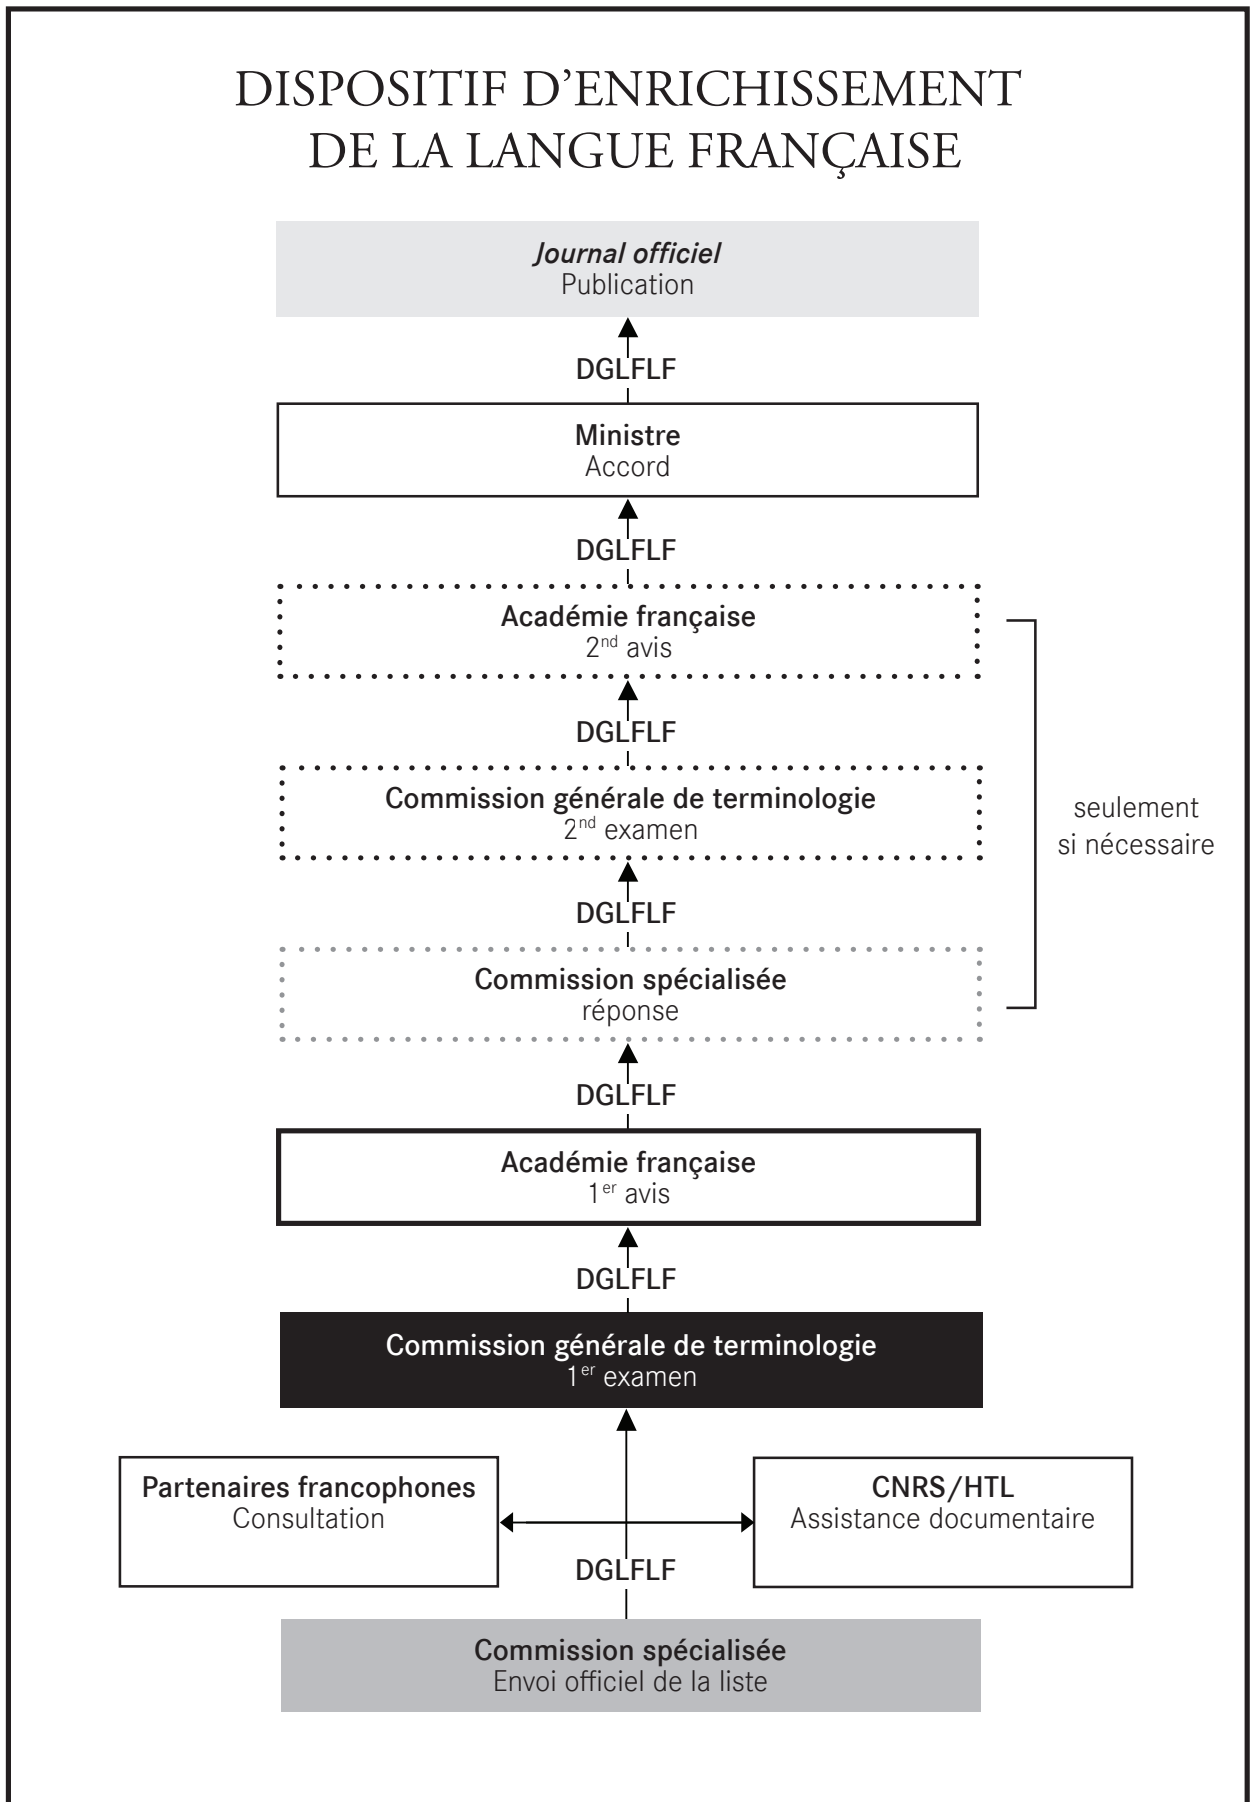 DISPOSITIF D’ENRICHISSEMENT
DE LA LANGUE FRANÇAISE
Journal officiel
Publication
DGLFLF
Ministre
Accord
DGLFLF
Académie française
2nd avis
DGLFLF
Commission générale de terminologie
2nd examen
seulement
si nécessaire
DGLFLF
Commission spécialisée
réponse
DGLFLF
Académie française
1er avis
DGLFLF
Commission générale de terminologie
1er examen
Partenaires francophones
Consultation
CNRS/HTL
Assistance documentaire
DGLFLF
Commission spécialisée
Envoi officiel de la liste